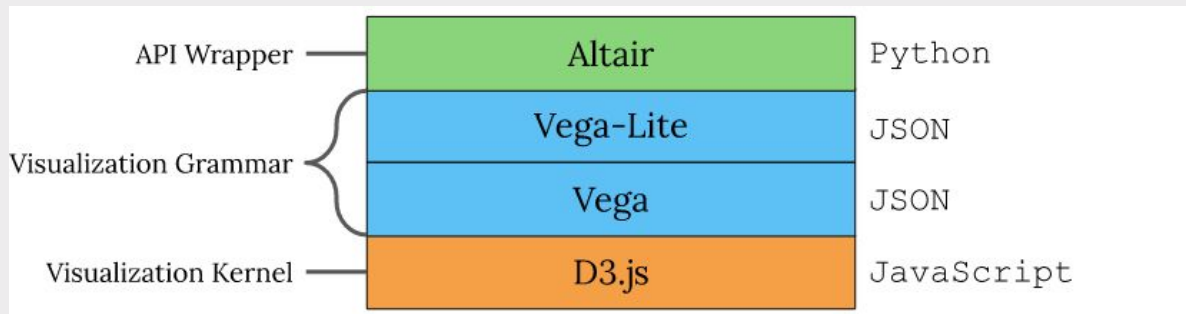 API Wrapper Altair Python
Vega-Lite JSON
Visualization Grammar
Vega JSON
Visualization Kernel D3.js JavaScript